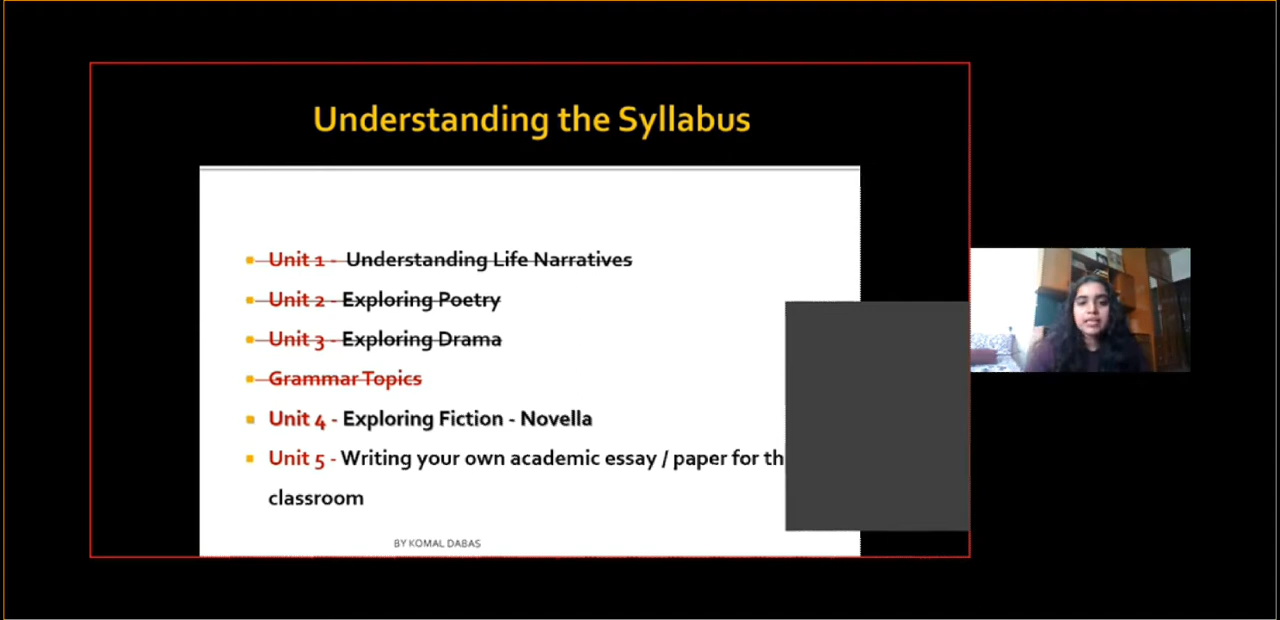 Understanding the Syllabus
Unit 1 - Understanding Life Narratives
Unit 2 - Exploring Poetry
Unit 3 - Exploring Drama
Grammar Topics
Unit 4 - Exploring Fiction - Novella
Unit 5 - Writing your own academic essay / paper for
classroom
BY KOMAL DABAS